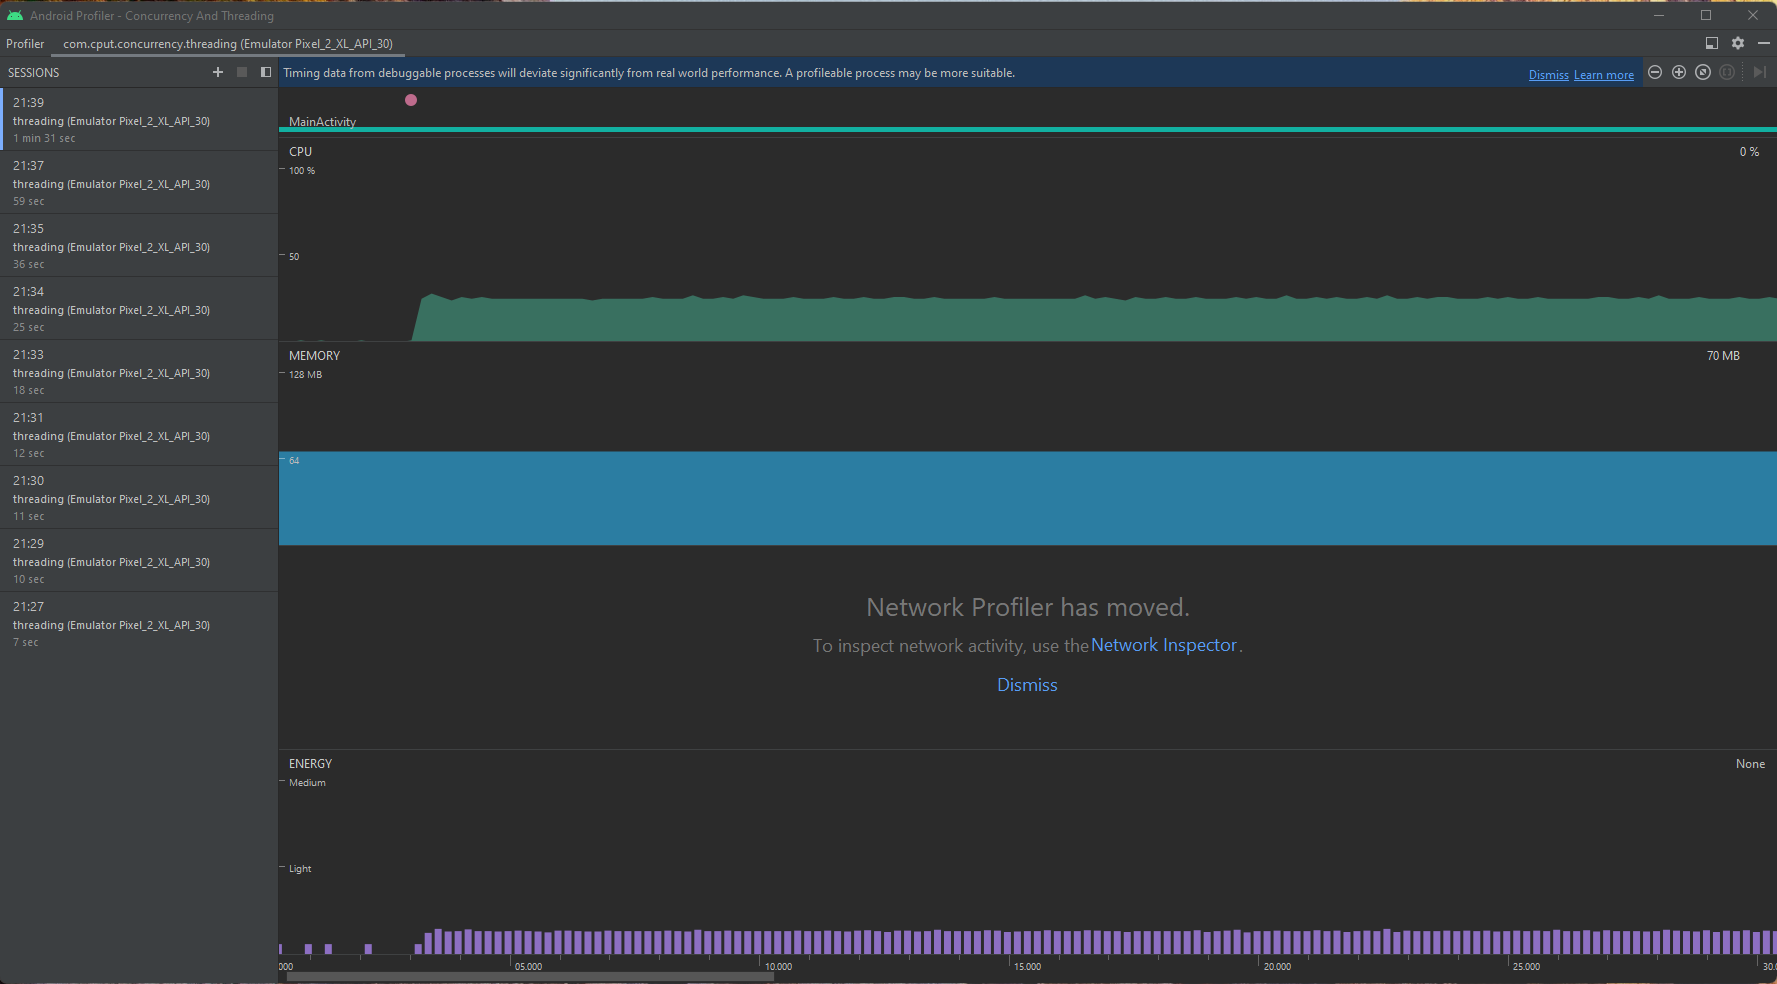 Android Profiler - Concurrency And Threading
Profiler com.cput.concurrency.threading (Emulator Pixel_2_XL_API_30)
SESSIONS
21:39
threading (Emulator Pixel_2_XL_API_30)
1 min 31 sec
21:37
threading (Emulator Pixel_2_XL_API_30)
59 sec
21:35
threading (Emulator Pixel_2_XL_API_30)
36 sec
21:34
threading (Emulator Pixel_2_XL_API_30)
25 sec
21:33
threading (Emulator Pixel_2_XL_API_30)
18 sec
21:31
threading (Emulator Pixel_2_XL_API_30)
12 sec
21:30
threading (Emulator Pixel_2_XL_API_30)
11 sec
21:29
threading (Emulator Pixel_2_XL_API_30)
10 sec
21:27
threading (Emulator Pixel_2_XL_API_30)
7 sec
Timing data from debuggable processes will deviate significantly from real world performance. A profileable process may be more suitable. Dismiss Learn more
MainActivity
CPU 0 %
100 %
50
MEMORY 70 MB
128 MB
64
Network Profiler has moved.
To inspect network activity, use the Network Inspector.
Dismiss
ENERGY None
Medium
Light
000 05.000 10.000 15.000 20.000 25.000 30.0